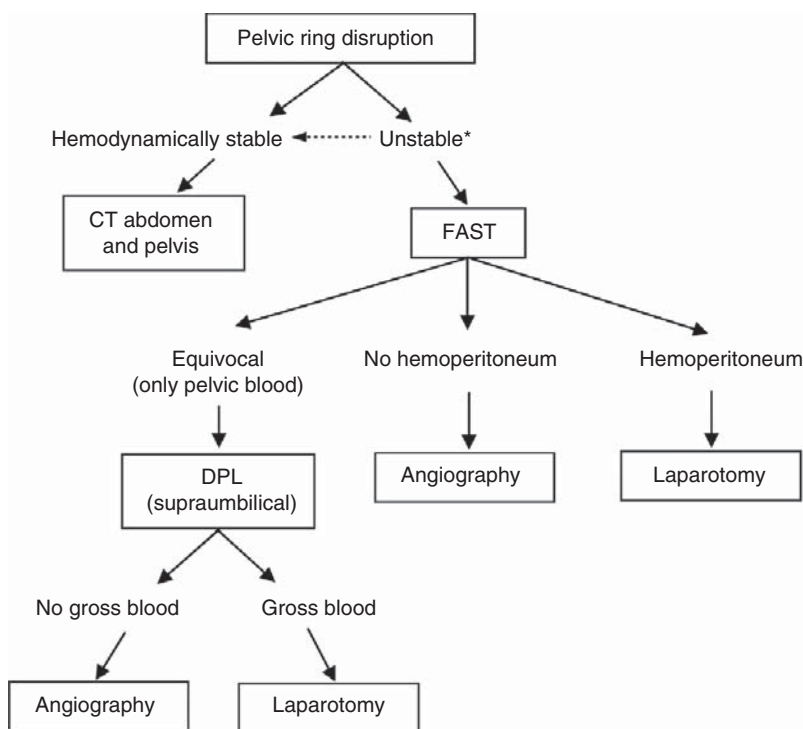 Pelvic ring disruption
Hemodynamically stable
Unstable*
CT abdomen
and pelvis
FAST
Equivocal
(only pelvic blood)
No hemoperitoneum
Hemoperitoneum
DPL
(supraumbilical)
Angiography
Laparotomy
No gross blood
Gross blood
Angiography
Laparotomy